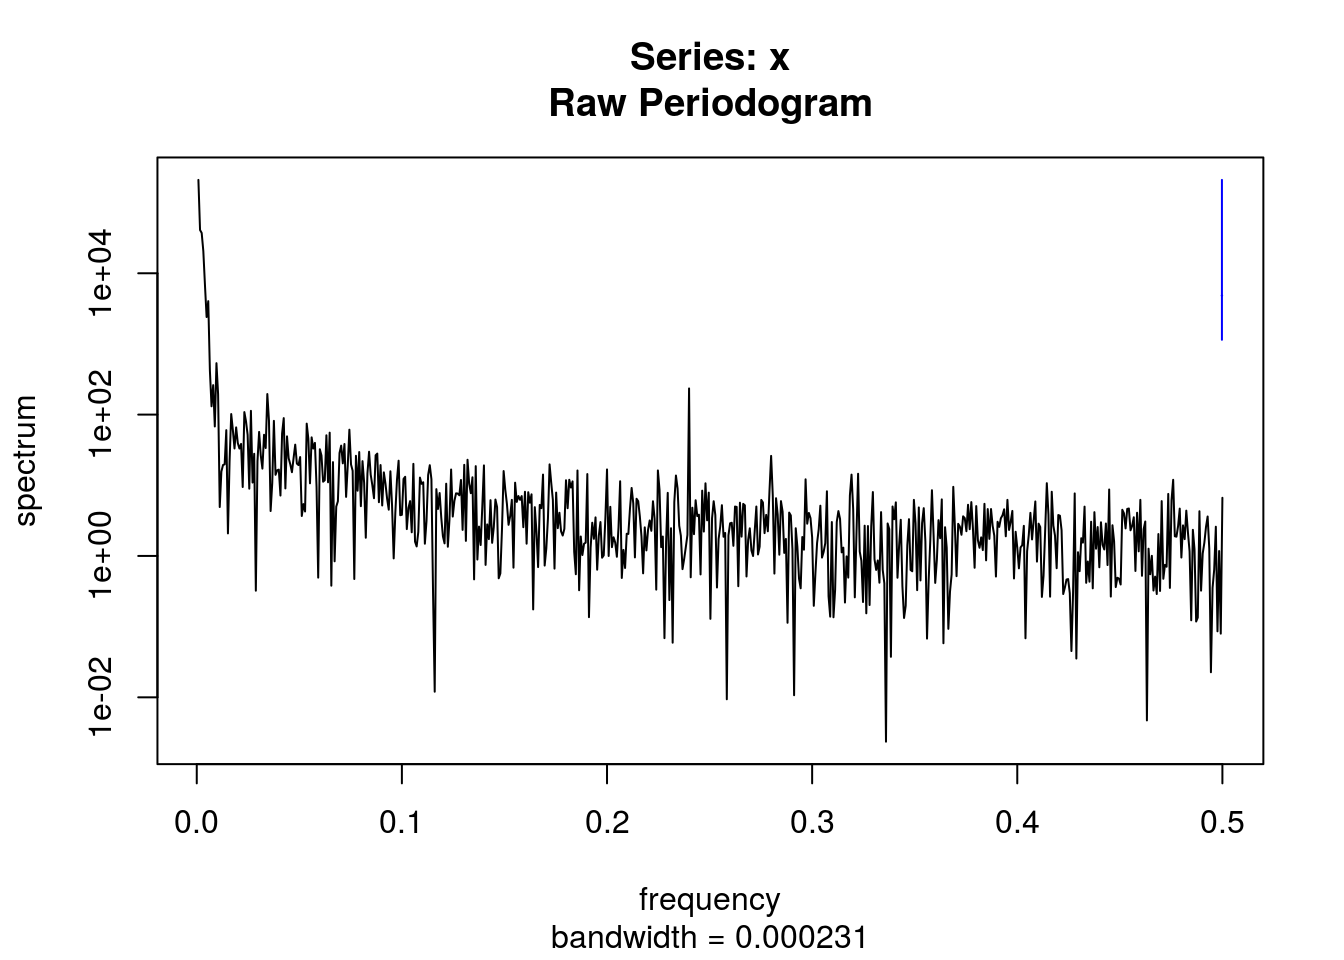 Series: x
Raw Periodogram
1e+04
1e+02
1e+00
1e-02
spectrum
0.0 0.1 0.2 0.3 0.4 0.5
frequency
bandwidth = 0.000231